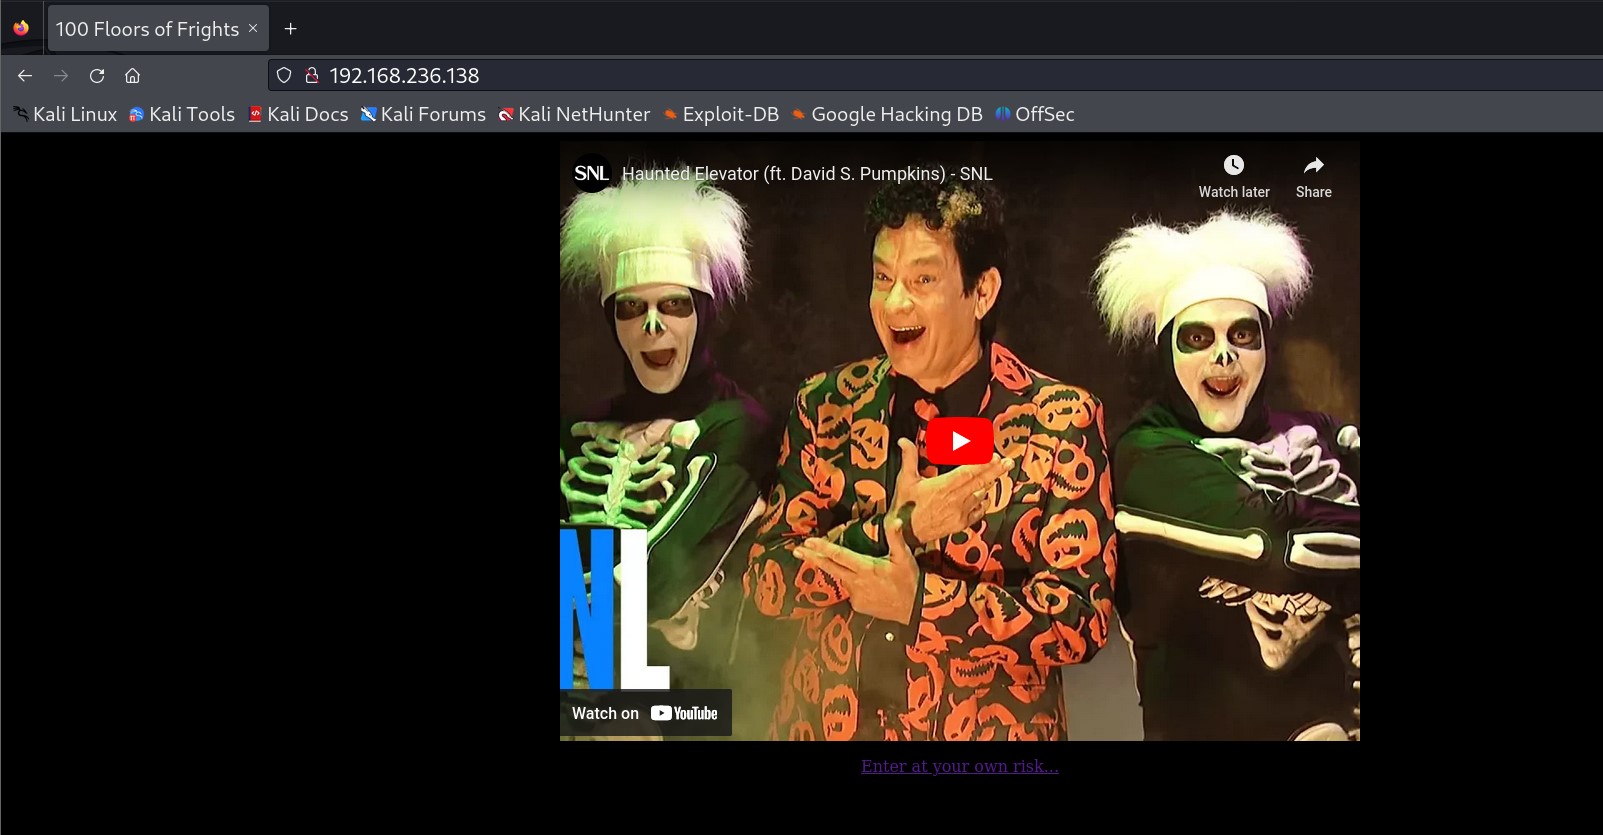 100 Floors of Frights
192.168.236.138
Kali Linux Kali Tools Kali Docs Kali Forums Kali NetHunter Exploit-DB Google Hacking DB OffSec
SNL Haunted Elevator (ft. David S. Pumpkins) - SNL
Watch later Share
NL
Watch on YouTube
Enter at your own risk...